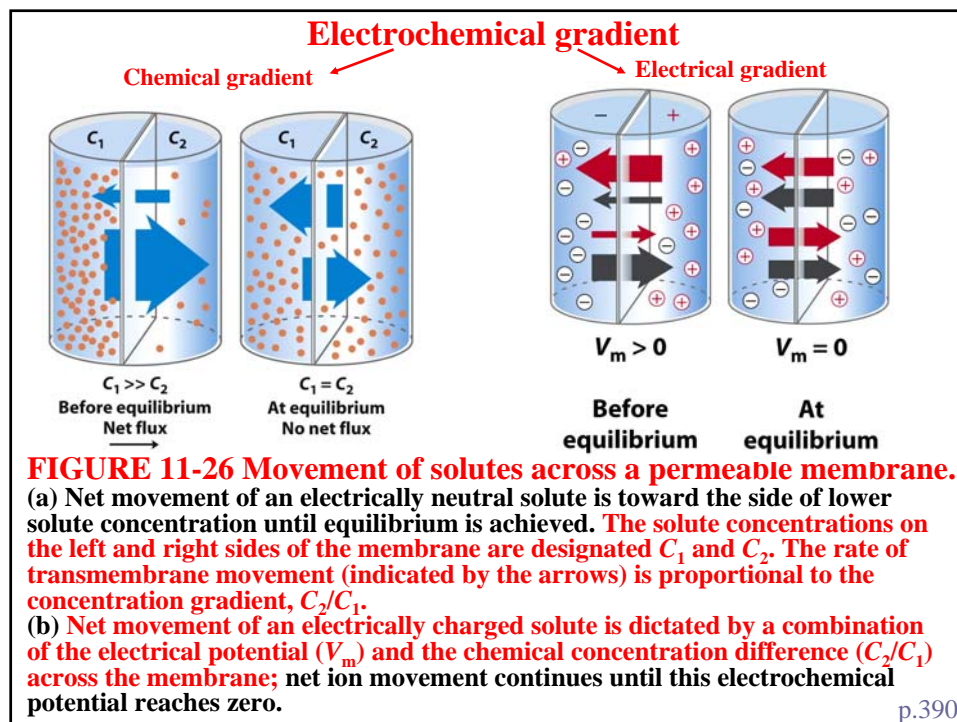 Electrochemical gradient
Chemical gradient
Electrical gradient
C₁ C₂
C₁ C₂
− +
C₁ >> C₂
Before equilibrium
Net flux
C₁ = C₂
At equilibrium
No net flux
Vₘ > 0
Before
equilibrium
Vₘ = 0
At
equilibrium
FIGURE 11-26 Movement of solutes across a permeable membrane.
(a) Net movement of an electrically neutral solute is toward the side of lower
solute concentration until equilibrium is achieved. The solute concentrations on
the left and right sides of the membrane are designated C₁ and C₂. The rate of
transmembrane movement (indicated by the arrows) is proportional to the
concentration gradient, C₂/C₁.
(b) Net movement of an electrically charged solute is dictated by a combination
of the electrical potential (Vₘ) and the chemical concentration difference (C₂/C₁)
across the membrane; net ion movement continues until this electrochemical
potential reaches zero.
p.390